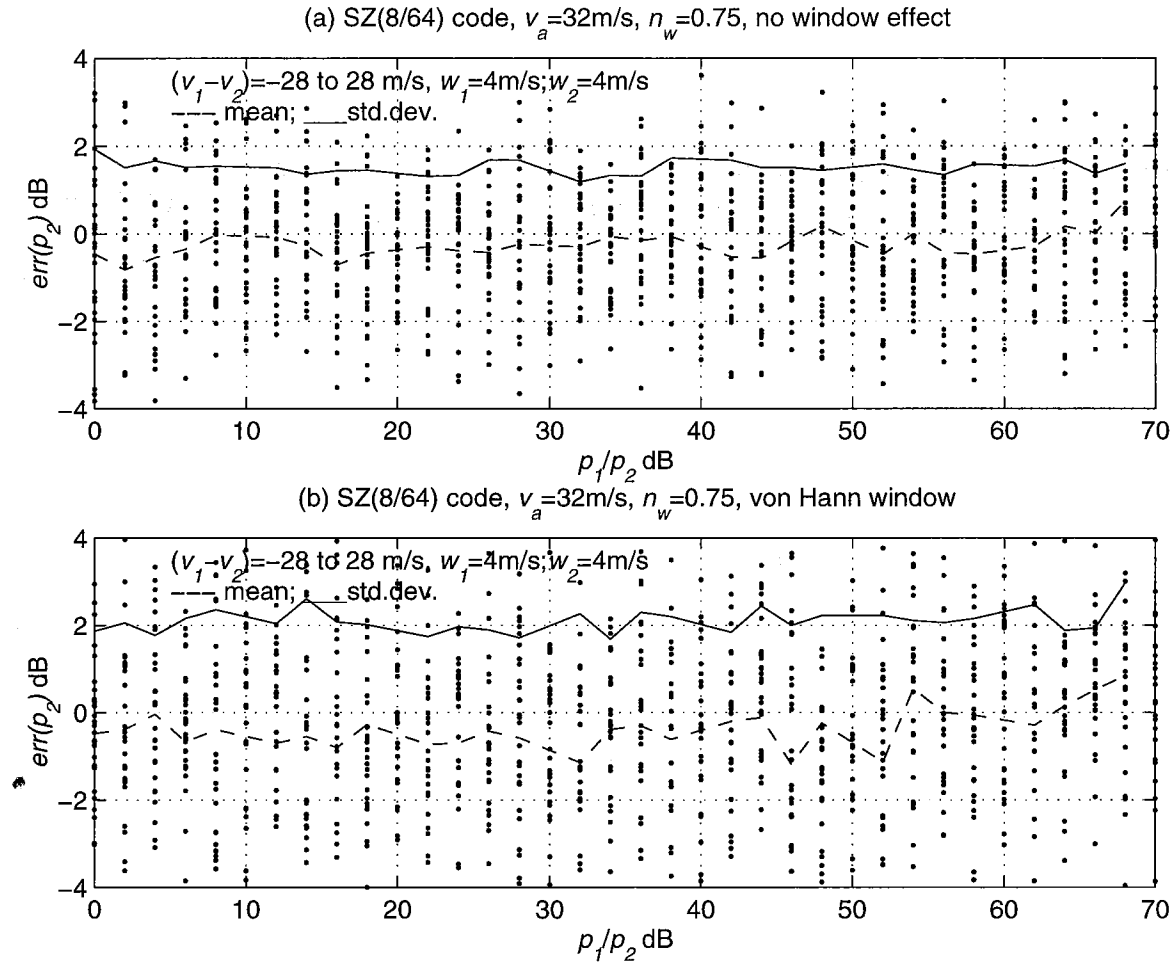 (a) SZ(8/64) code, v_a=32m/s, n_w=0.75, no window effect
(v_1−v_2)=−28 to 28 m/s, w_1=4m/s;w_2=4m/s
−−− mean; ___std.dev.
err(p_2) dB
4
2
0
−2
−4
0 10 20 30 40 50 60 70
p_1/p_2 dB
(b) SZ(8/64) code, v_a=32m/s, n_w=0.75, von Hann window
(v_1−v_2)=−28 to 28 m/s, w_1=4m/s;w_2=4m/s
−−− mean; ___std.dev.
err(p_2) dB
4
2
0
−2
−4
0 10 20 30 40 50 60 70
p_1/p_2 dB